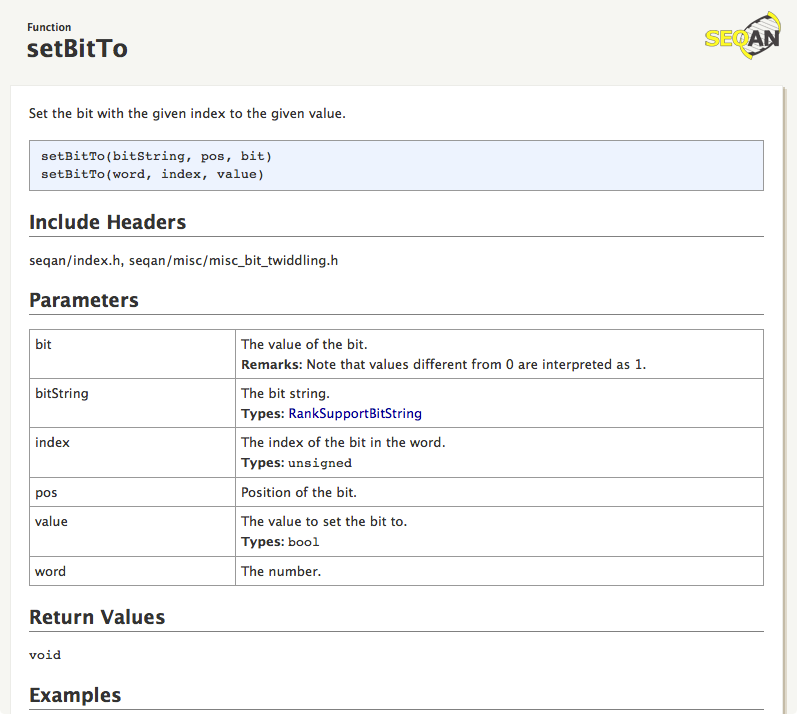 Function
setBitTo
SEQAN
Set the bit with the given index to the given value.
setBitTo(bitString, pos, bit)
setBitTo(word, index, value)
Include Headers
seqan/index.h, seqan/misc/misc_bit_twiddling.h
Parameters
bit
The value of the bit.
Remarks: Note that values different from 0 are interpreted as 1.
bitString
The bit string.
Types: RankSupportBitString
index
The index of the bit in the word.
Types: unsigned
pos
Position of the bit.
value
The value to set the bit to.
Types: bool
word
The number.
Return Values
void
Examples